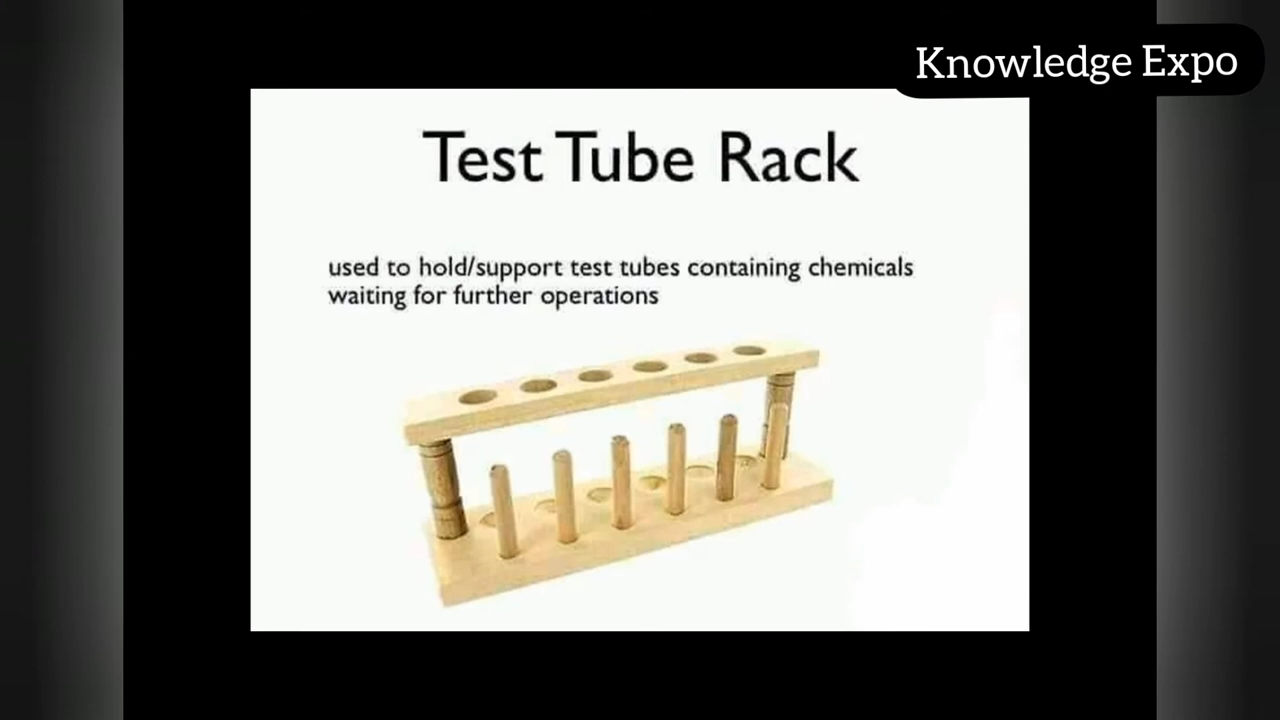 Knowledge Expo
Test Tube Rack
used to hold/support test tubes containing chemicals
waiting for further operations